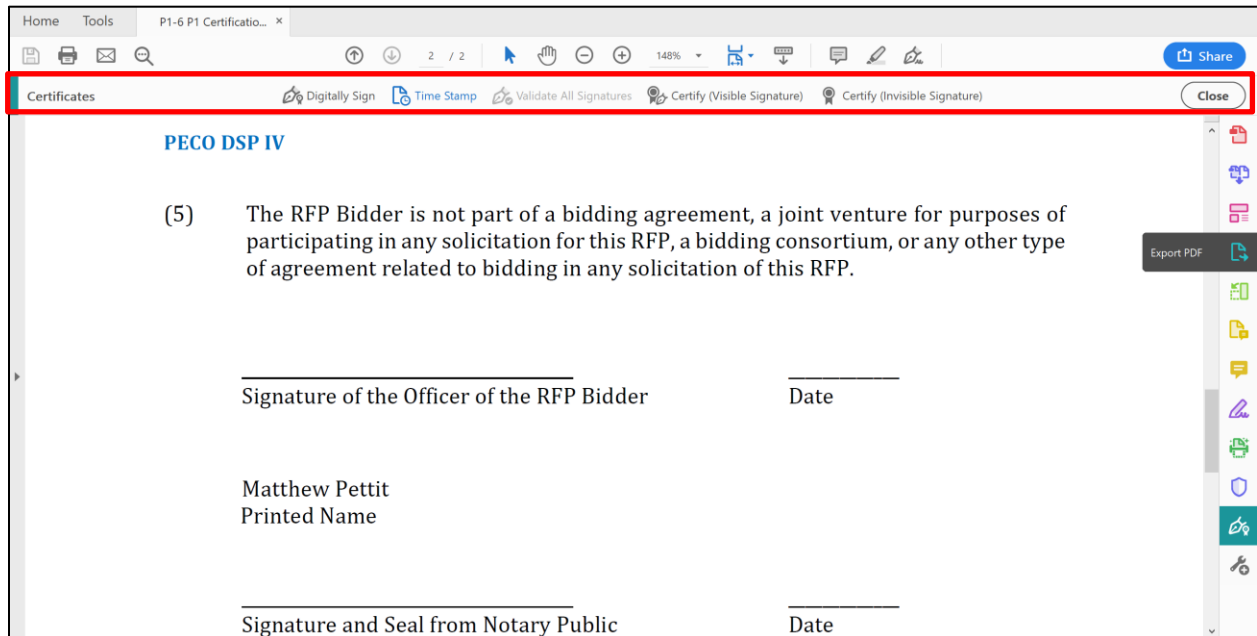 Home Tools P1-6 P1 Certificatio... ×
2 / 2 148% Share
Certificates Digitally Sign Time Stamp Validate All Signatures Certify (Visible Signature) Certify (Invisible Signature) Close
PECO DSP IV
(5) The RFP Bidder is not part of a bidding agreement, a joint venture for purposes of
participating in any solicitation for this RFP, a bidding consortium, or any other type
of agreement related to bidding in any solicitation of this RFP.
Export PDF
Signature of the Officer of the RFP Bidder Date
Matthew Pettit
Printed Name
Signature and Seal from Notary Public Date